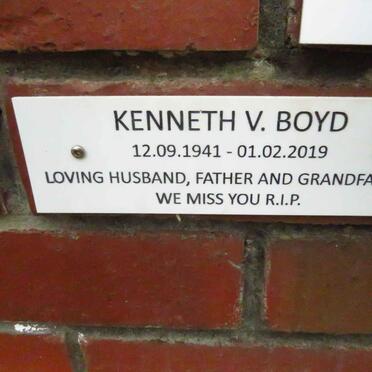 KENNETH V. BOYD
12.09.1941 - 01.02.2019
LOVING HUSBAND, FATHER AND GRANDFA
WE MISS YOU R.I.P.